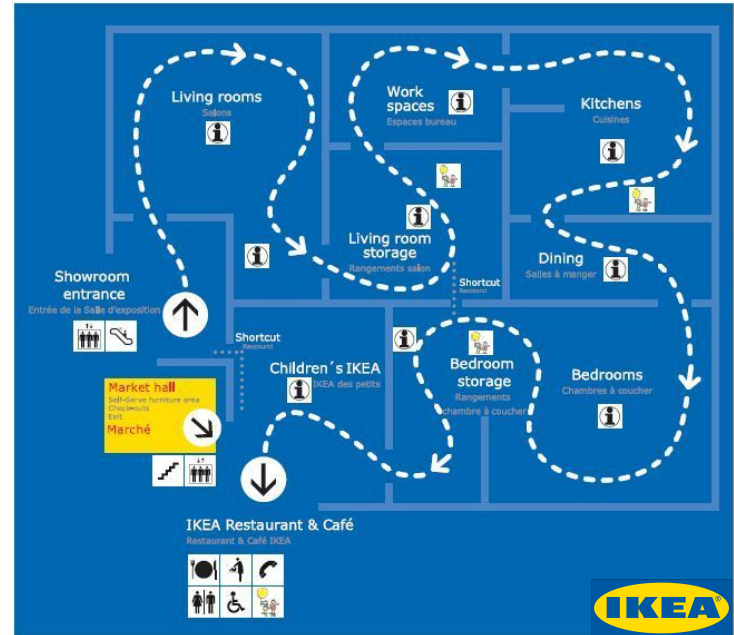 Living rooms
Salons
Work
spaces
Espaces bureau
Kitchens
Cuisines
Living room
storage
Rangements salon
Dining
Salles à manger
Showroom
entrance
Entrée de la Salle d'exposition
Shortcut
Raccourci
Shortcut
Raccourci
Children´s IKEA
IKEA des petits
Bedroom
storage
Rangements
chambre à coucher
Bedrooms
Chambres à coucher
Market hall
Self-Serve furniture area
Check-outs
Exit
Marché
IKEA Restaurant & Café
Restaurant & Café IKEA
IKEA